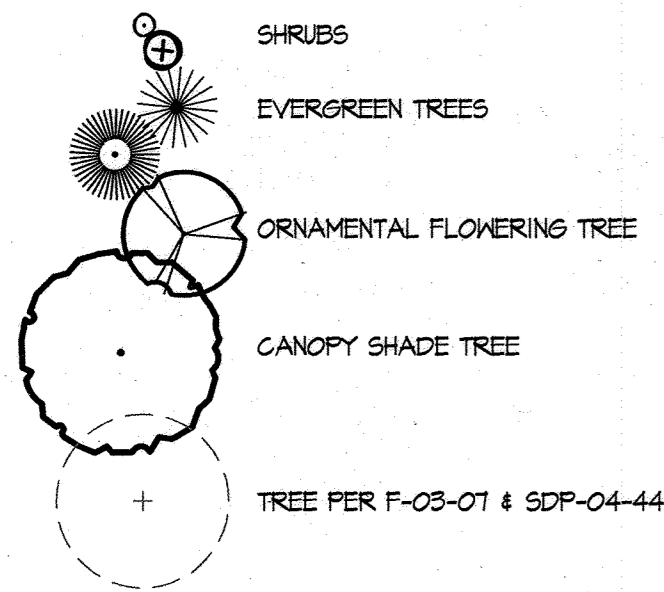 SHRUBS
EVERGREEN TREES
ORNAMENTAL FLOWERING TREE
CANOPY SHADE TREE
TREE PER F-03-07 & SDP-04-44